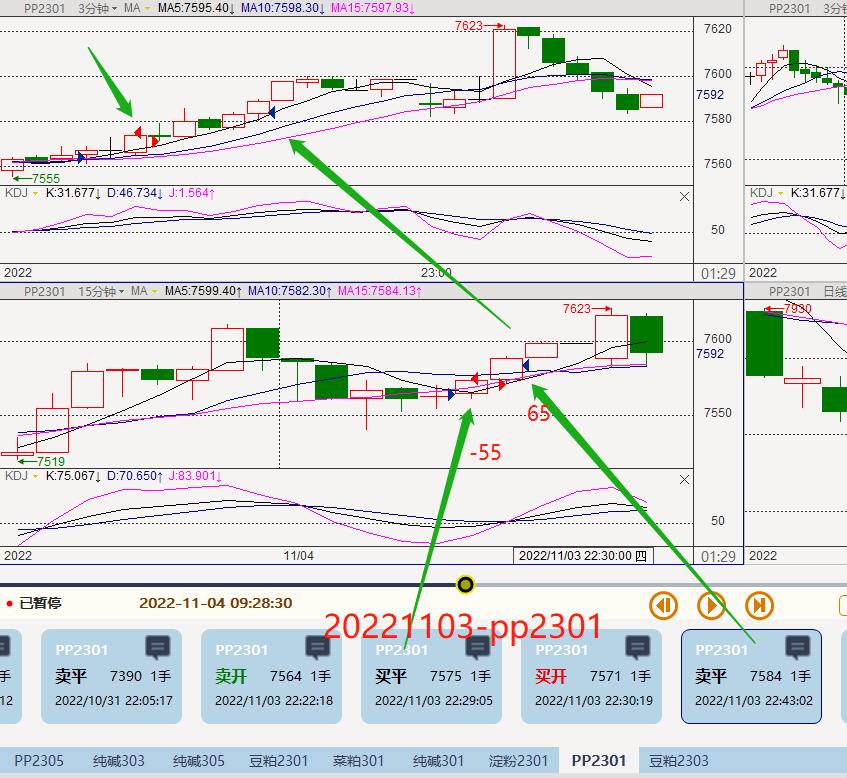 PP2301 3分钟 MA MA5:7595.40↓ MA10:7598.30↓ MA15:7597.93↓
PP2301 3分钟
7623
7620
7600
7592
7580
7560
7555
KDJ K:31.677↓ D:46.734↓ J:1.564↑
KDJ K:31.677↓
50
2022 23:00 01:29 2022
PP2301 15分钟 MA MA5:7599.40↑ MA10:7582.30↑ MA15:7584.13↑
PP2301 日线
7623
7930
7600
7592
7550
65
-55
7519
KDJ K:75.067↓ D:70.650↑ J:83.901↓
50
2022 11/04 2022/11/03 22:30:00 四 01:29 2022
已暂停 2022-11-04 09:28:30
20221103-pp2301
PP2301 PP2301 PP2301 PP2301 PP2301
手 卖平 7390 1手 卖开 7564 1手 买平 7575 1手 买开 7571 1手 卖平 7584 1手
12 2022/10/31 22:05:17 2022/11/03 22:22:18 2022/11/03 22:29:05 2022/11/03 22:30:19 2022/11/03 22:43:02
PP2305 纯碱303 纯碱305 豆粕2301 菜粕301 纯碱301 淀粉2301 PP2301 豆粕2303